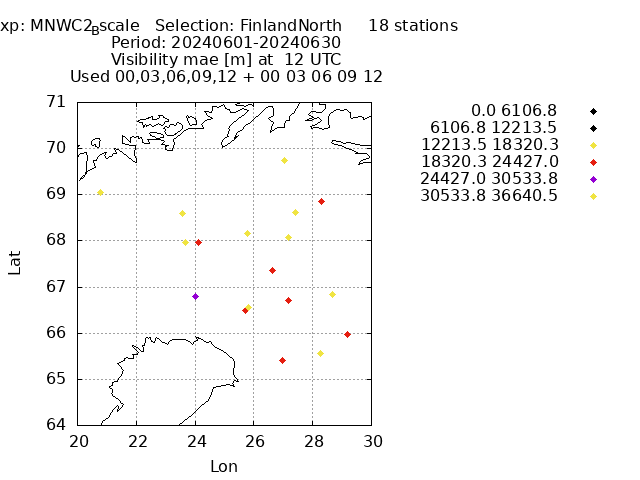 xp: MNWC2Bscale Selection: FinlandNorth 18 stations
Period: 20240601-20240630
Visibility mae [m] at 12 UTC
Used 00,03,06,09,12 + 00 03 06 09 12
0.0 6106.8
6106.8 12213.5
12213.5 18320.3
18320.3 24427.0
24427.0 30533.8
30533.8 36640.5
71
70
69
68
67
66
65
64
Lat
20 22 24 26 28 30
Lon